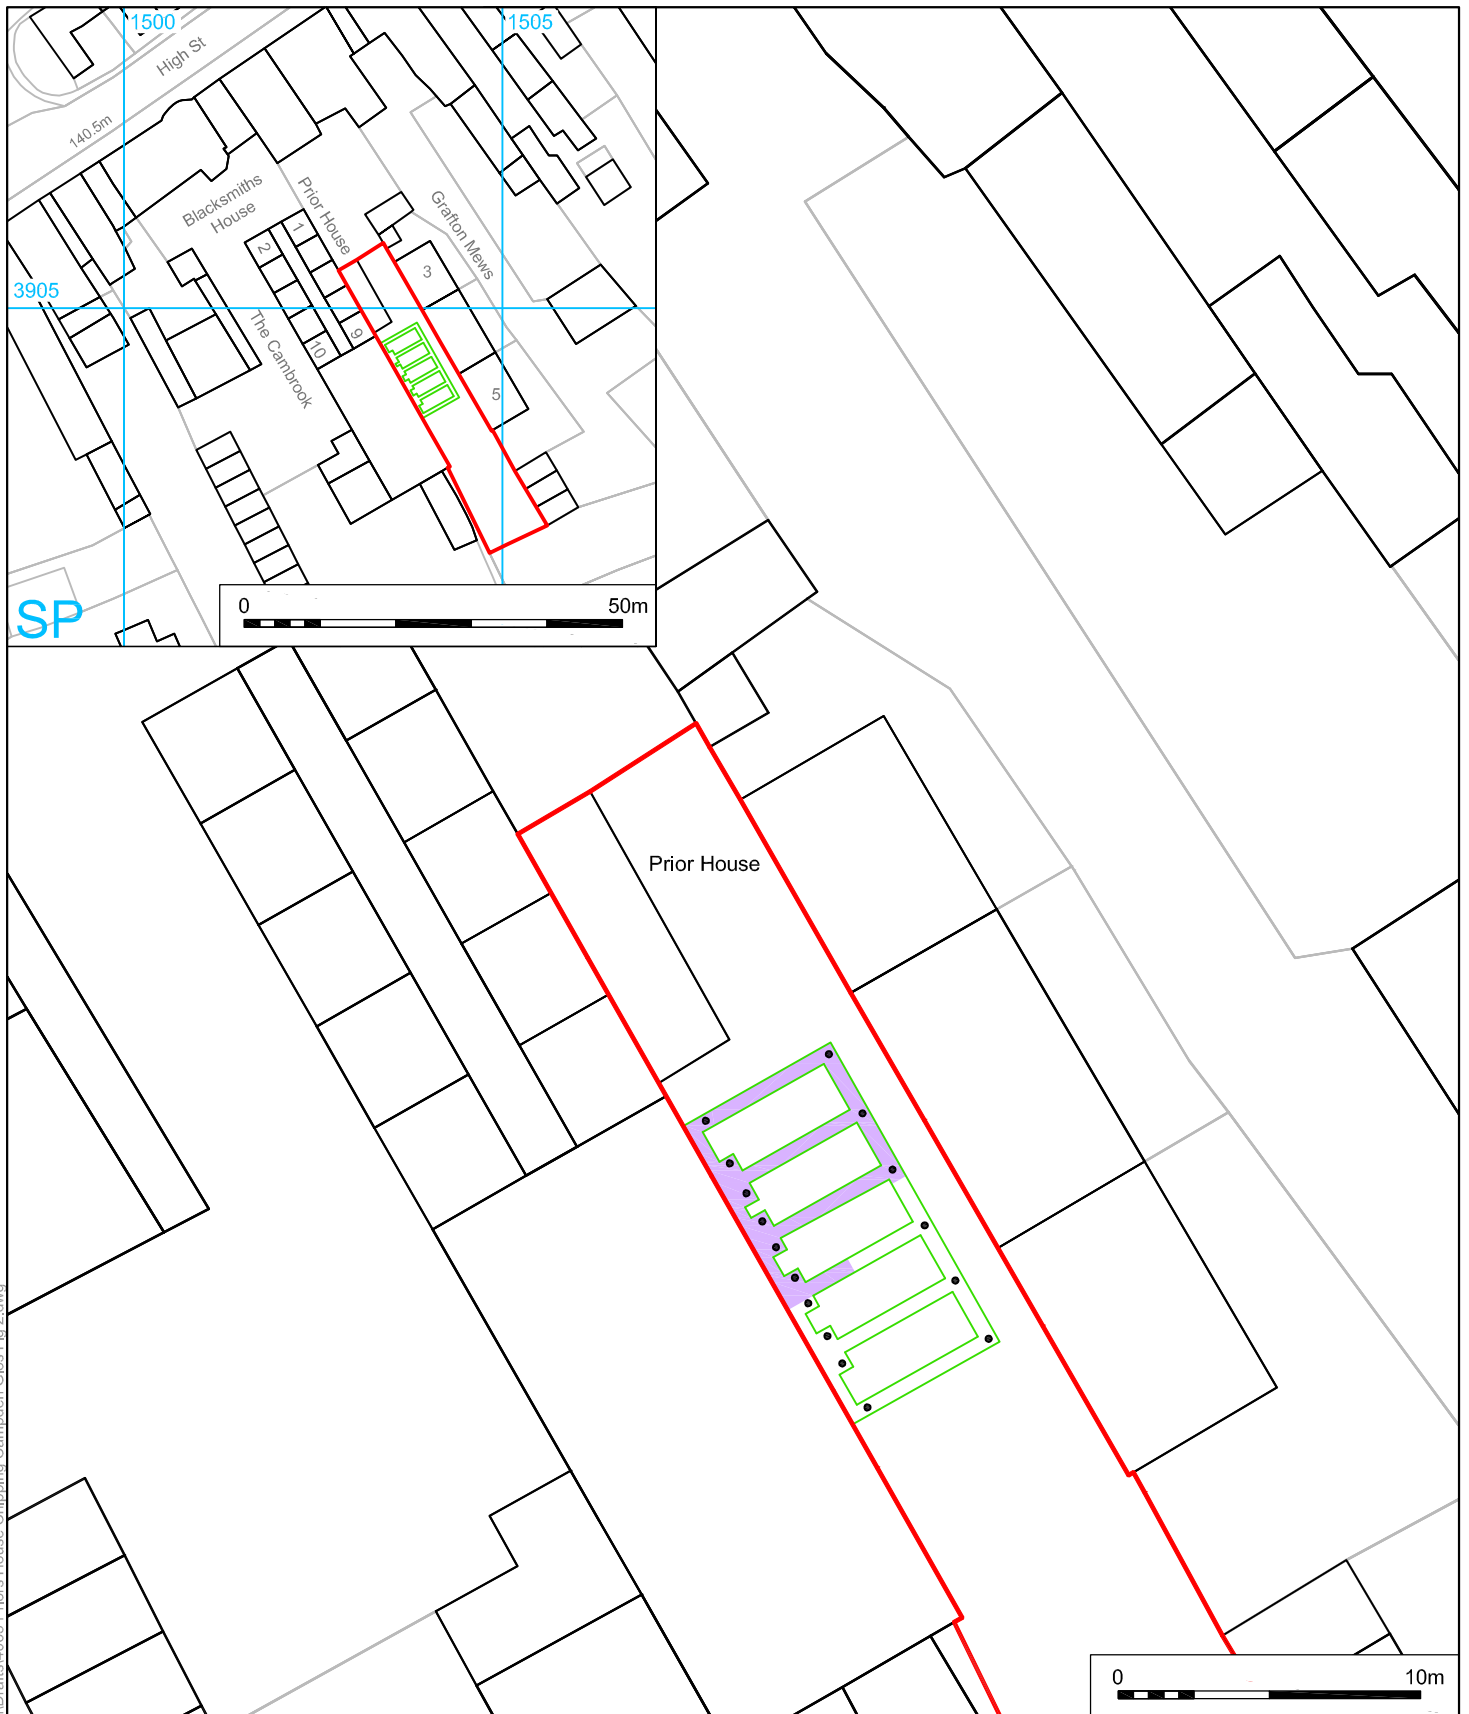 1500
1505
High St
140.5m
Blacksmiths
House
Prior House
Grafton Mews
1
2
3
3905
The Cambrook
9
10
5
SP
0 50m
Prior House
0 10m